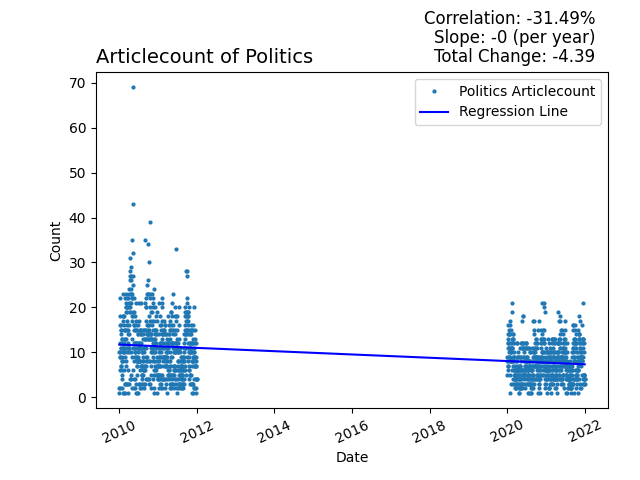 Correlation: -31.49%
Slope: -0 (per year)
Total Change: -4.39
Articlecount of Politics
Politics Articlecount
Regression Line
Count
70
60
50
40
30
20
10
0
2010
2012
2014
2016
2018
2020
2022
Date